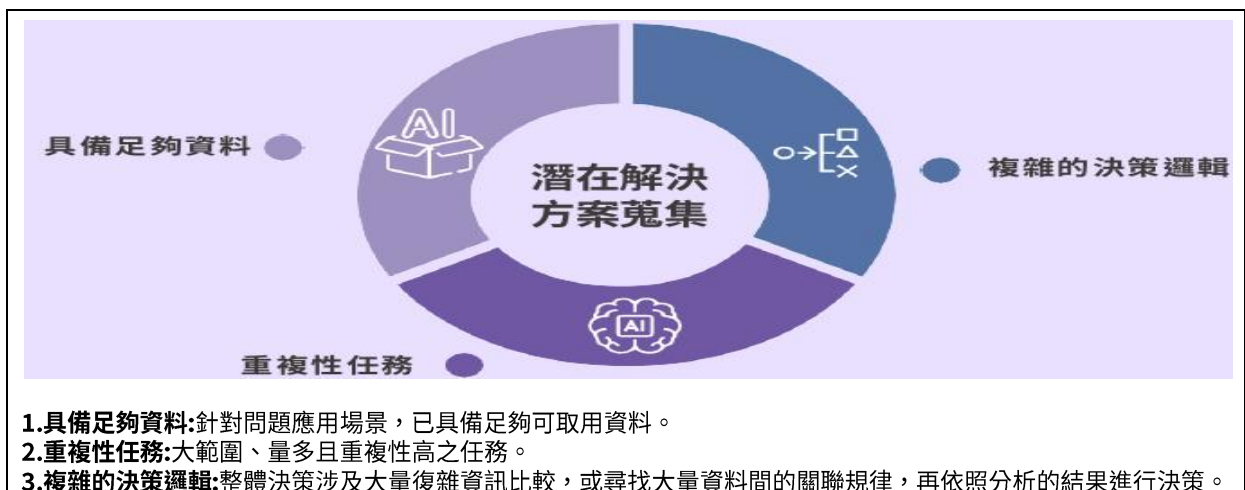 具備足夠資料
AI
潛在解決
方案蒐集
複雜的決策邏輯
AI
重複性任務
1.具備足夠資料:針對問題應用場景，已具備足夠可取用資料。
2.重複性任務:大範圍、量多且重複性高之任務。
3.複雜的決策邏輯:整體決策涉及大量復雜資訊比較，或尋找大量資料間的關聯規律，再依照分析的結果進行決策。